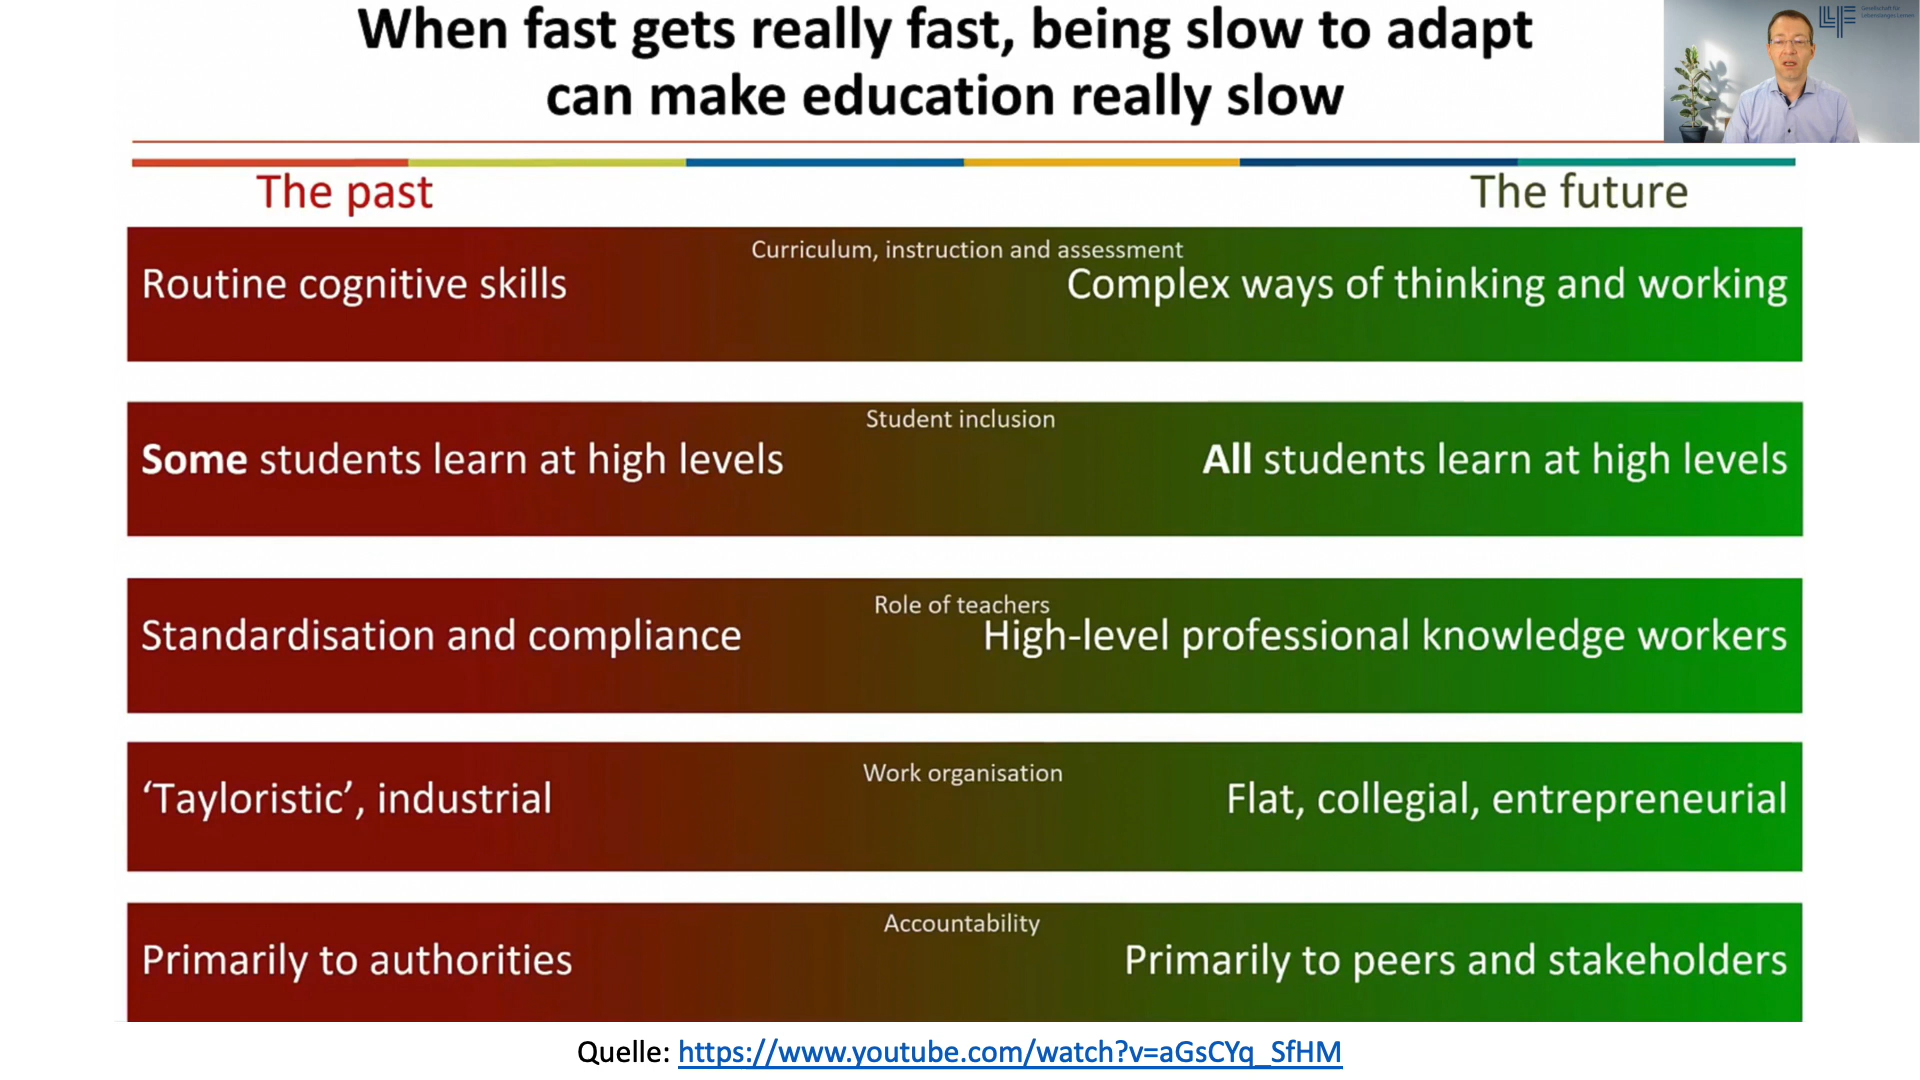 When fast gets really fast, being slow to adapt
can make education really slow
Gesellschaft für
Lebenslanges Lernen
The past
The future
Curriculum, instruction and assessment
Routine cognitive skills
Complex ways of thinking and working
Student inclusion
Some students learn at high levels
All students learn at high levels
Role of teachers
Standardisation and compliance
High-level professional knowledge workers
Work organisation
‘Tayloristic’, industrial
Flat, collegial, entrepreneurial
Accountability
Primarily to authorities
Primarily to peers and stakeholders
Quelle: https://www.youtube.com/watch?v=aGsCYq_SfHM